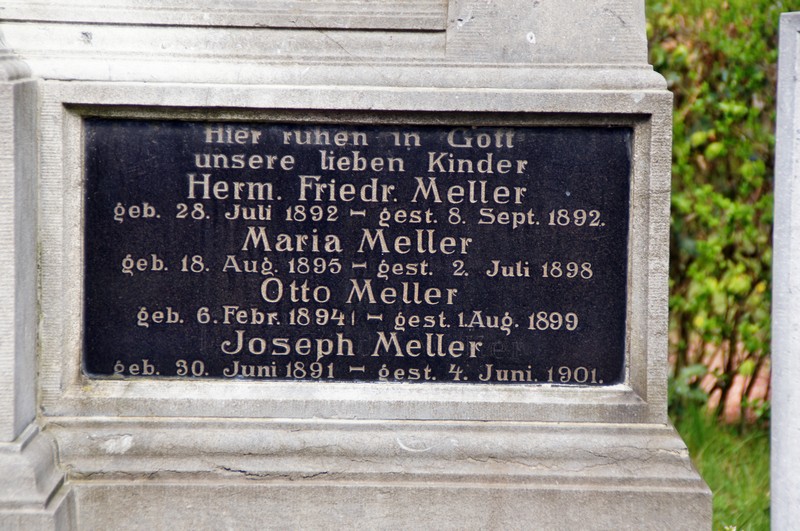 Hier ruhen in Gott
unsere lieben Kinder
Herm. Friedr. Meller
geb. 28. Juli 1892 – gest. 8. Sept. 1892.
Maria Meller
geb. 18. Aug. 1895 – gest. 2. Juli 1898
Otto Meller
geb. 6. Febr. 1894 – gest. 1. Aug. 1899
Joseph Meller
geb. 30. Juni 1891 – gest. 4. Juni. 1901.